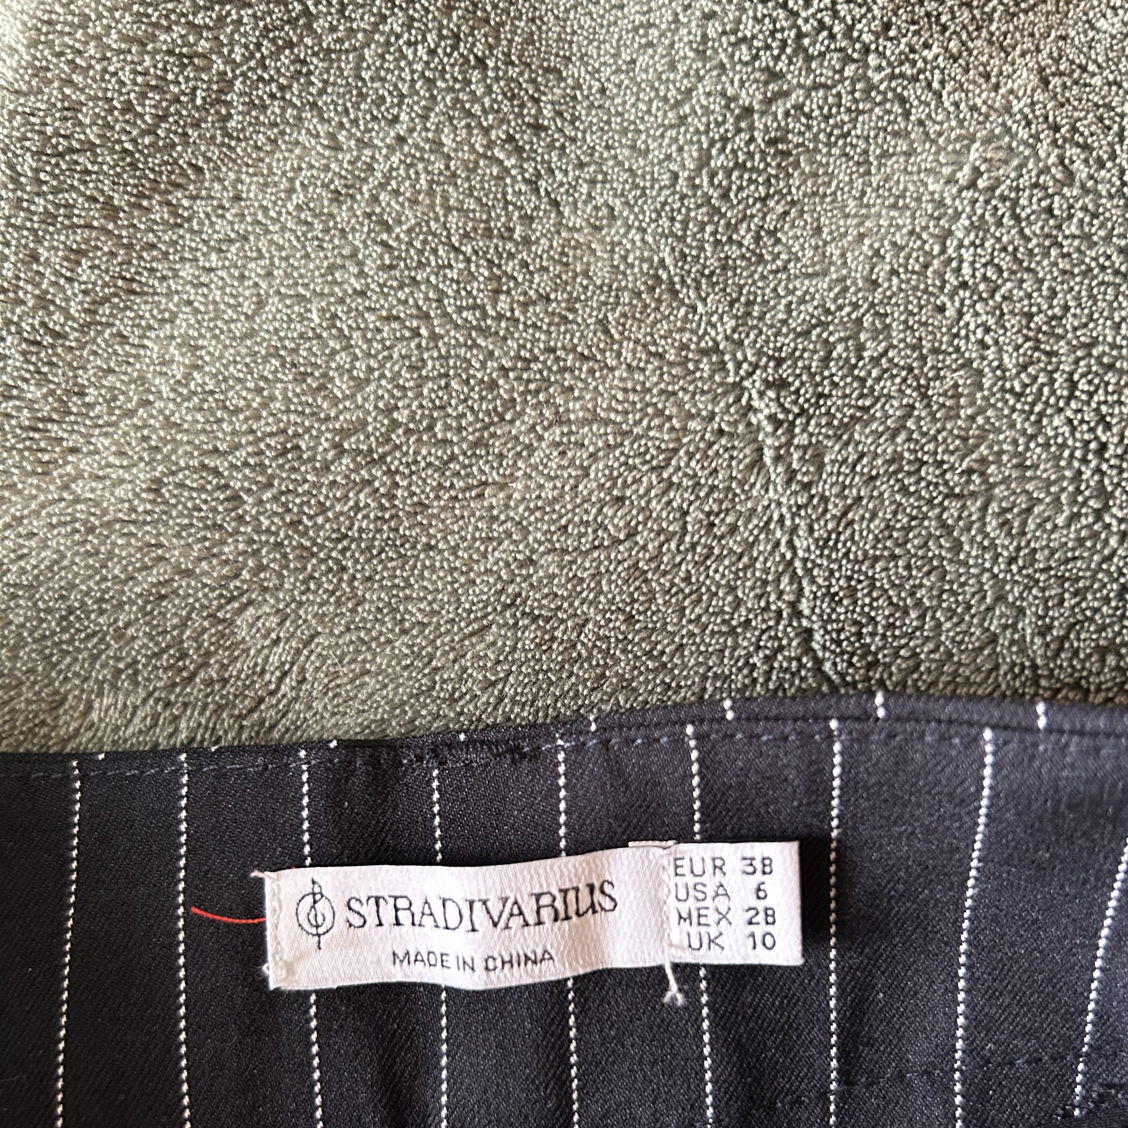 STRADIVARIUS
MADE IN CHINA
EUR 38
USA 6
MEX 28
UK 10